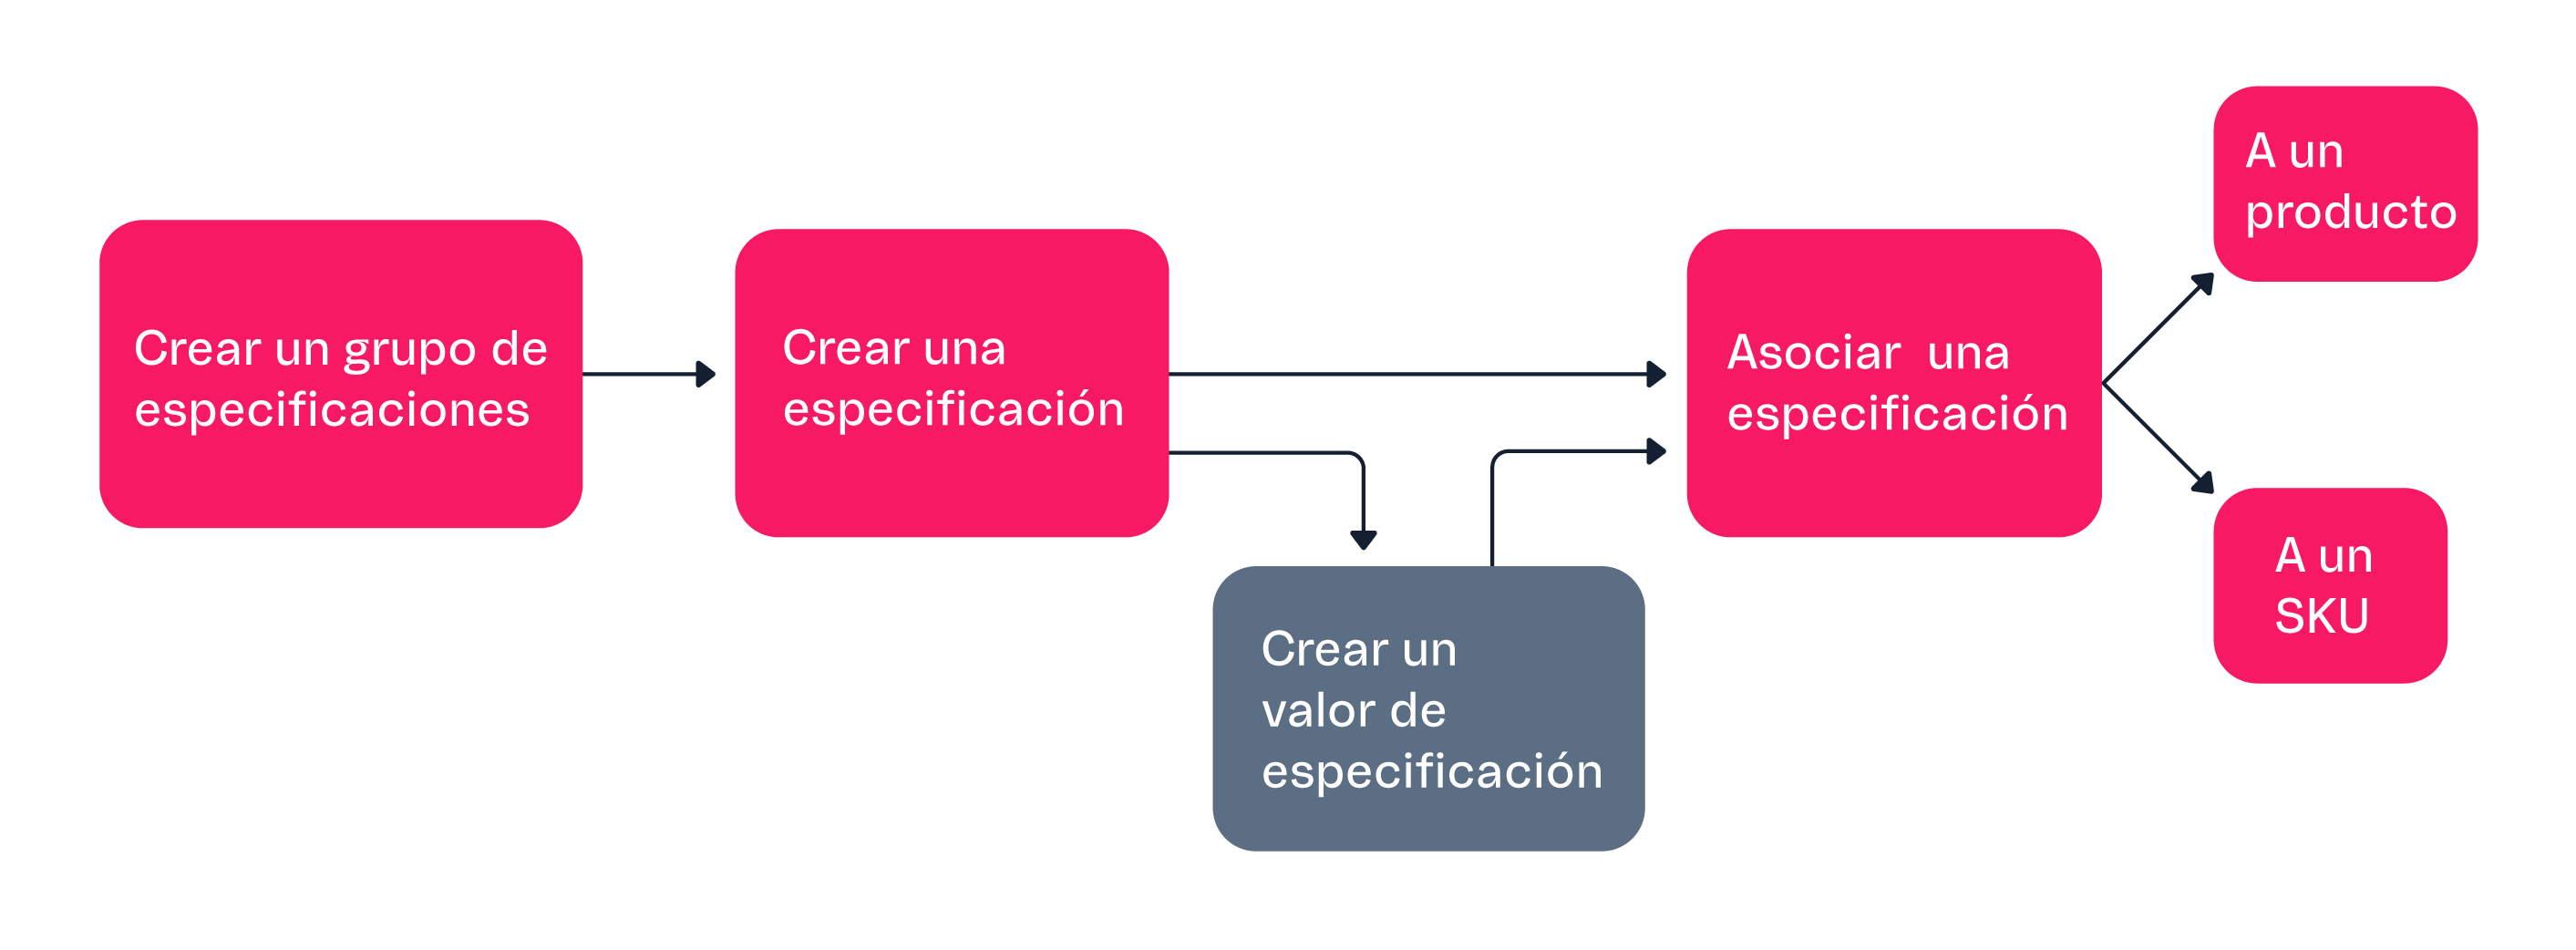 Crear un grupo de
especificaciones
Crear una
especificación
Crear un
valor de
especificación
Asociar  una
especificación
A un
producto
A un
SKU